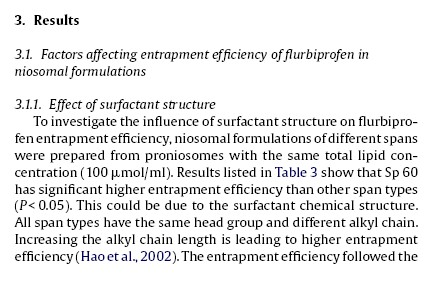 3. Results
3.1. Factors affecting entrapment efficiency of flurbiprofen in
niosomal formulations
3.1.1. Effect of surfactant structure
To investigate the influence of surfactant structure on flurbipro-
fen entrapment efficiency, niosomal formulations of different spans
were prepared from proniosomes with the same total lipid con-
centration (100 μmol/ml). Results listed in Table 3 show that Sp 60
has significant higher entrapment efficiency than other span types
(P < 0.05). This could be due to the surfactant chemical structure.
All span types have the same head group and different alkyl chain.
Increasing the alkyl chain length is leading to higher entrapment
efficiency (Hao et al., 2002). The entrapment efficiency followed the